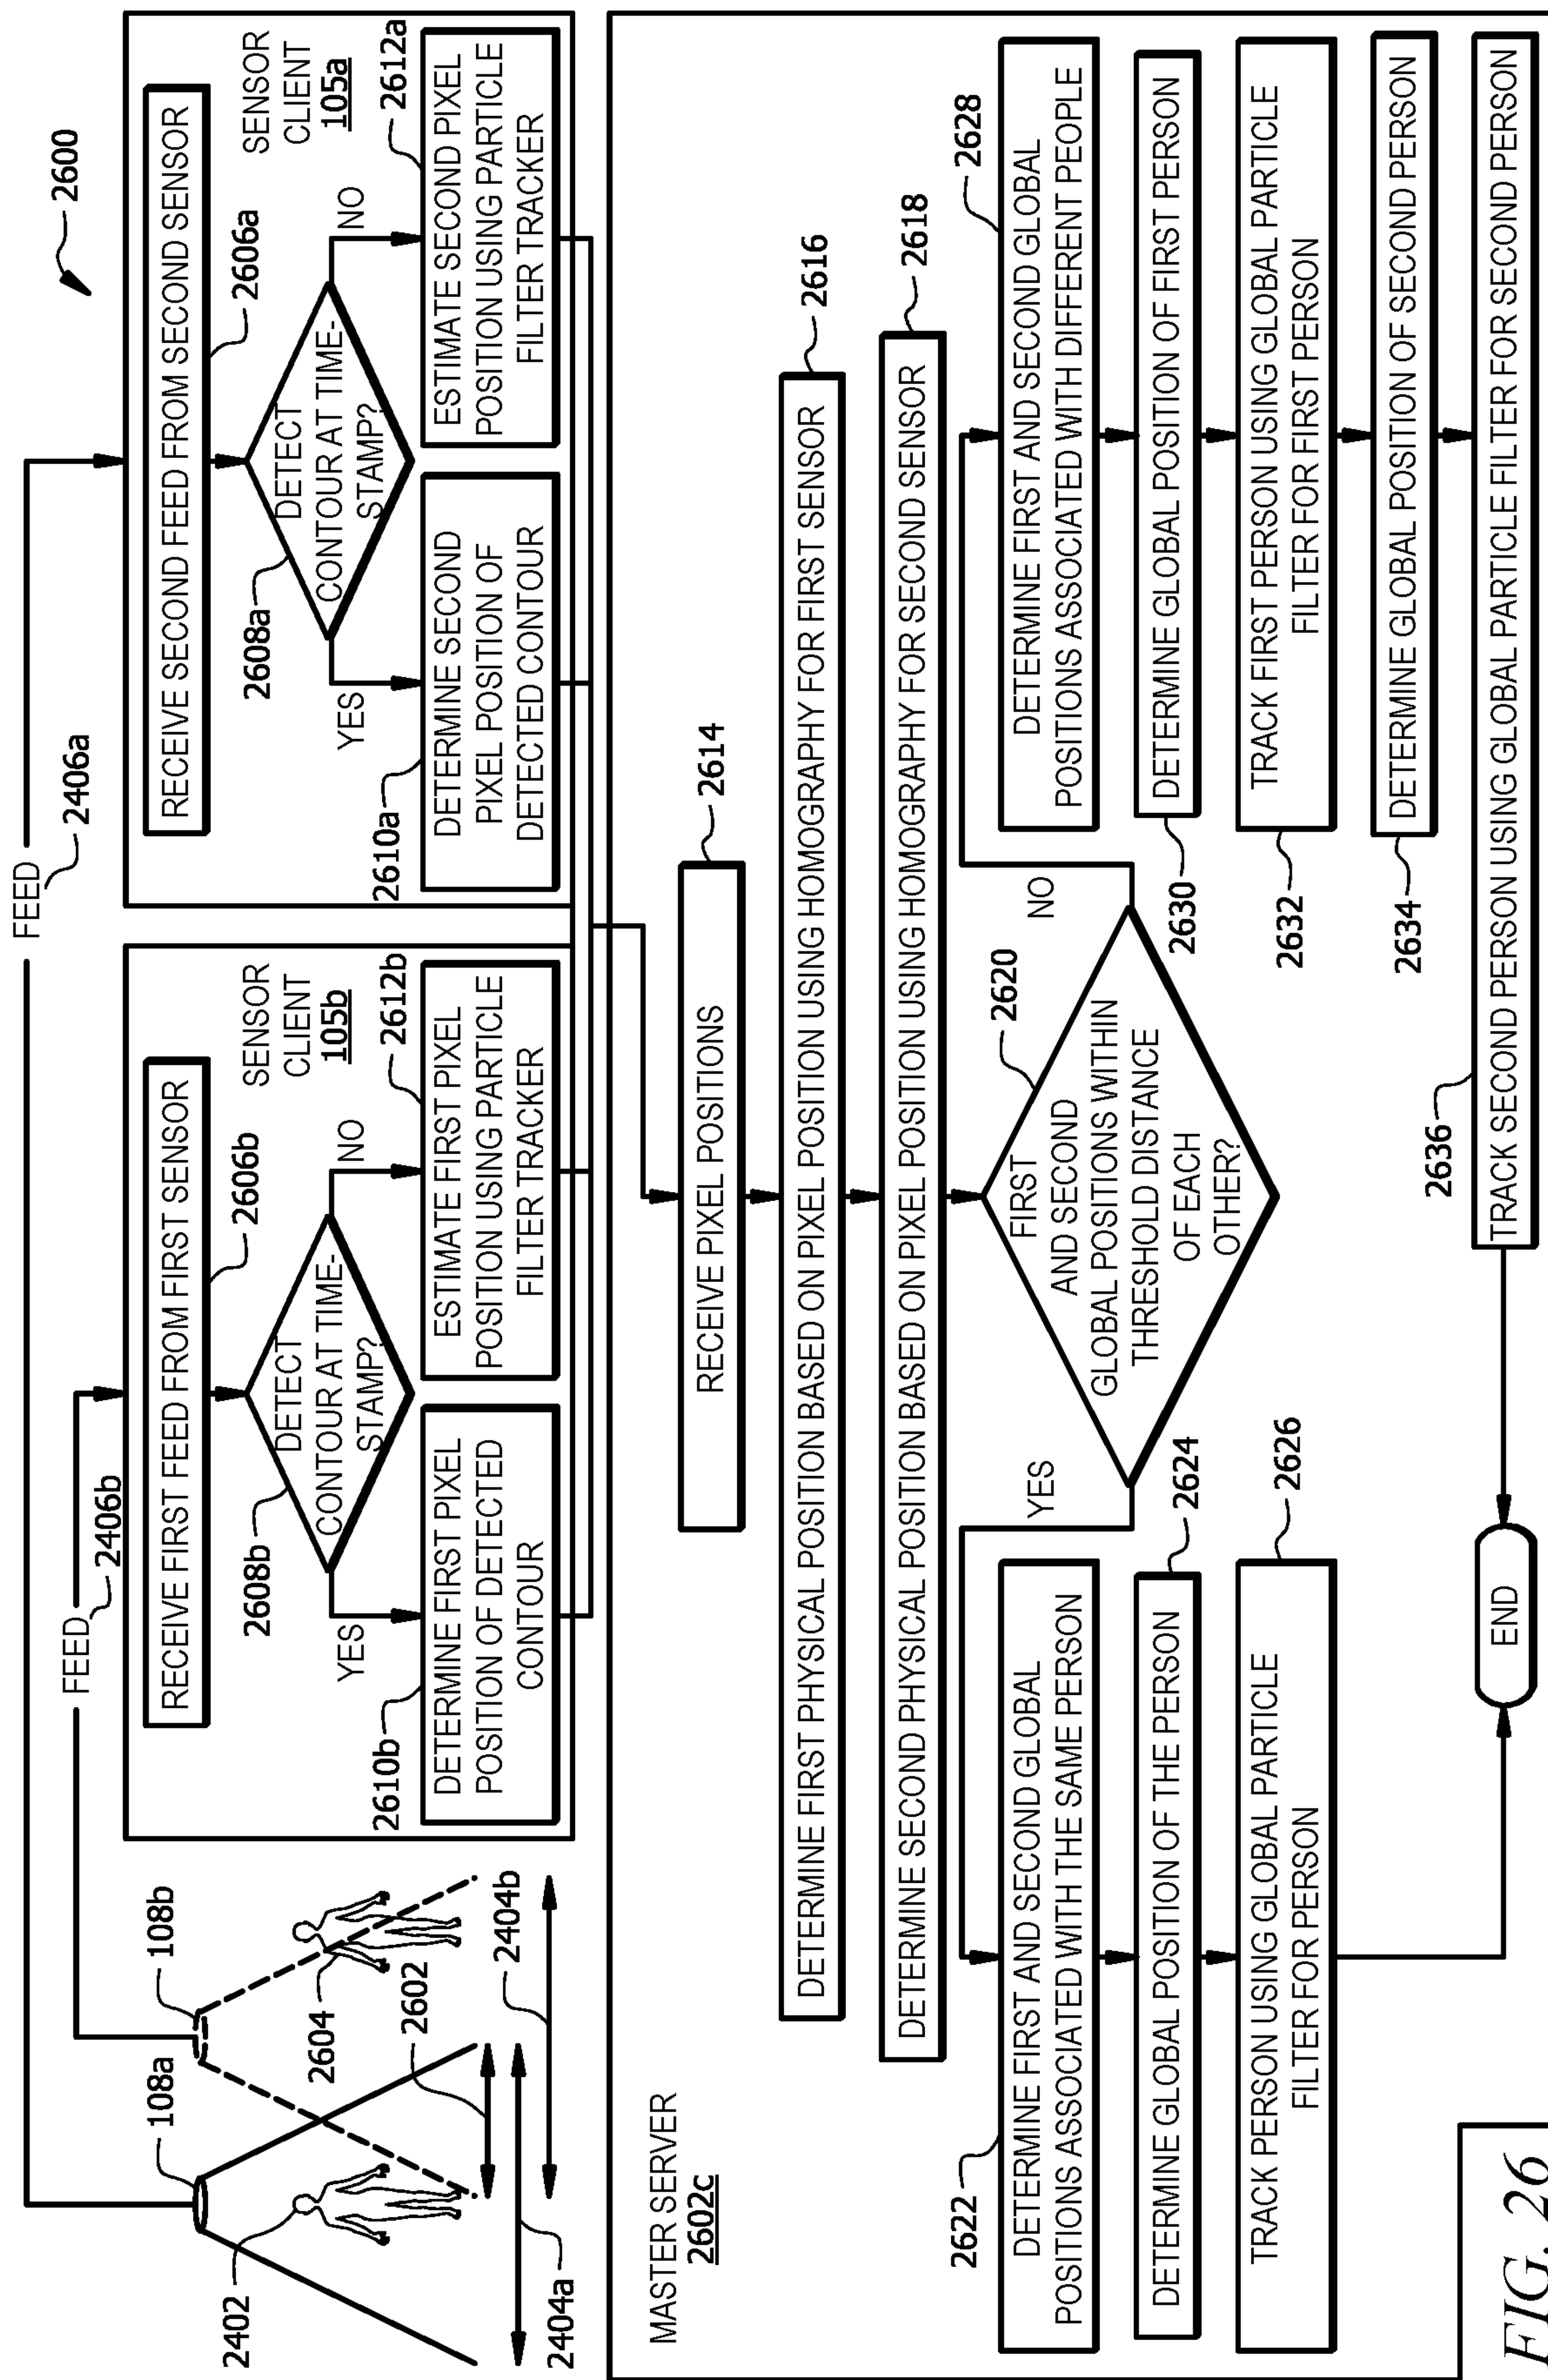 2600
FEED
2406a
FEED
2406b
108a
108b
2402
2604
2602
2404a
2404b
SENSOR
CLIENT
105b
RECEIVE FIRST FEED FROM FIRST SENSOR
2606b
DETECT
CONTOUR AT TIME-
STAMP?
2608b
YES
NO
2610b
DETERMINE FIRST PIXEL
POSITION OF DETECTED
CONTOUR
2612b
ESTIMATE FIRST PIXEL
POSITION USING PARTICLE
FILTER TRACKER
SENSOR
CLIENT
105a
RECEIVE SECOND FEED FROM SECOND SENSOR
2606a
DETECT
CONTOUR AT TIME-
STAMP?
2608a
YES
NO
2610a
DETERMINE SECOND
PIXEL POSITION OF
DETECTED CONTOUR
2612a
ESTIMATE SECOND PIXEL
POSITION USING PARTICLE
FILTER TRACKER
MASTER SERVER
2602c
RECEIVE PIXEL POSITIONS
2614
DETERMINE FIRST PHYSICAL POSITION BASED ON PIXEL POSITION USING HOMOGRAPHY FOR FIRST SENSOR
2616
DETERMINE SECOND PHYSICAL POSITION BASED ON PIXEL POSITION USING HOMOGRAPHY FOR SECOND SENSOR
2618
FIRST
AND SECOND
GLOBAL POSITIONS WITHIN
THRESHOLD DISTANCE
OF EACH
OTHER?
2620
YES
NO
2622
DETERMINE FIRST AND SECOND GLOBAL
POSITIONS ASSOCIATED WITH THE SAME PERSON
DETERMINE GLOBAL POSITION OF THE PERSON
2624
TRACK PERSON USING GLOBAL PARTICLE
FILTER FOR PERSON
2626
DETERMINE FIRST AND SECOND GLOBAL
POSITIONS ASSOCIATED WITH DIFFERENT PEOPLE
2628
DETERMINE GLOBAL POSITION OF FIRST PERSON
2630
TRACK FIRST PERSON USING GLOBAL PARTICLE
FILTER FOR FIRST PERSON
2632
DETERMINE GLOBAL POSITION OF SECOND PERSON
2634
TRACK SECOND PERSON USING GLOBAL PARTICLE FILTER FOR SECOND PERSON
2636
END
FIG. 26